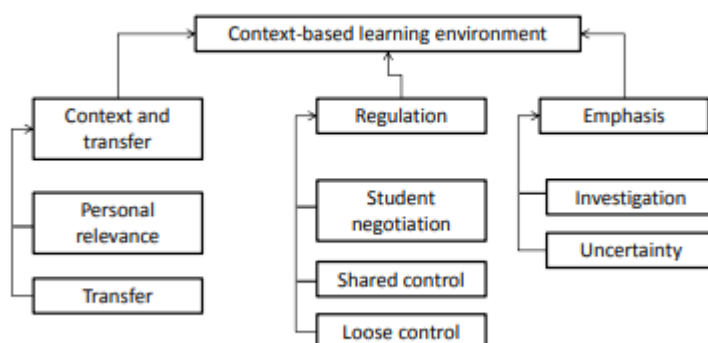 Context-based learning environment
Context and
transfer
Regulation
Emphasis
Personal
relevance
Student
negotiation
Investigation
Uncertainty
Transfer
Shared control
Loose control